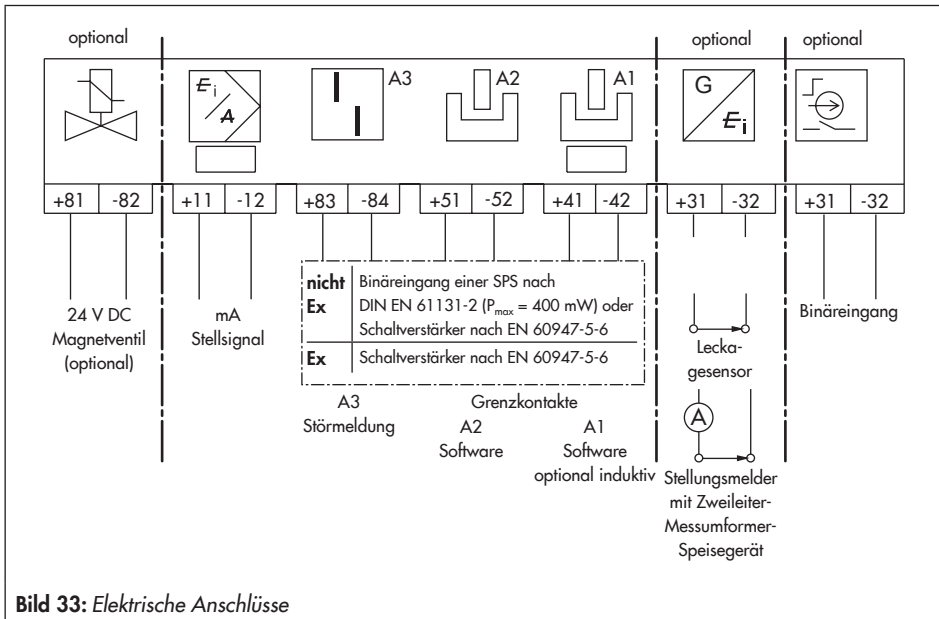 optional
optional
optional
E i
A
A3
A2
A1
G
E i
+81 -82 +11 -12 +83 -84 +51 -52 +41 -42 +31 -32 +31 -32
24 V DC
Magnetventil
(optional)
mA
Stellsignal
nicht
Ex
Binäreingang einer SPS nach
DIN EN 61131-2 (Pmax = 400 mW) oder
Schaltverstärker nach EN 60947-5-6
Ex Schaltverstärker nach EN 60947-5-6
A3
Störmeldung
Grenzkontakte
A2
Software
A1
Software
optional induktiv
Lecka-
gesensor
A
Stellungsmelder
mit Zweileiter-
Messumformer-
Speisegerät
Binäreingang
Bild 33: Elektrische Anschlüsse